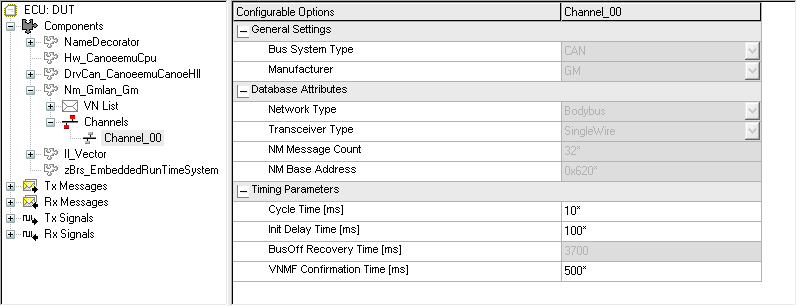 ECU: DUT
Components
NameDecorator
Hw_CanoeemuCpu
DrvCan_CanoeemuCanoeHll
Nm_Gmlan_Gm
VN List
Channels
Channel_00
Il_Vector
zBrs_EmbeddedRunTimeSystem
Tx Messages
Rx Messages
Tx Signals
Rx Signals
Configurable Options Channel_00
General Settings
Bus System Type CAN
Manufacturer GM
Database Attributes
Network Type Bodybus
Transceiver Type SingleWire
NM Message Count 32*
NM Base Address 0x620*
Timing Parameters
Cycle Time [ms] 10*
Init Delay Time [ms] 100*
BusOff Recovery Time [ms] 3700
VNMF Confirmation Time [ms] 500*